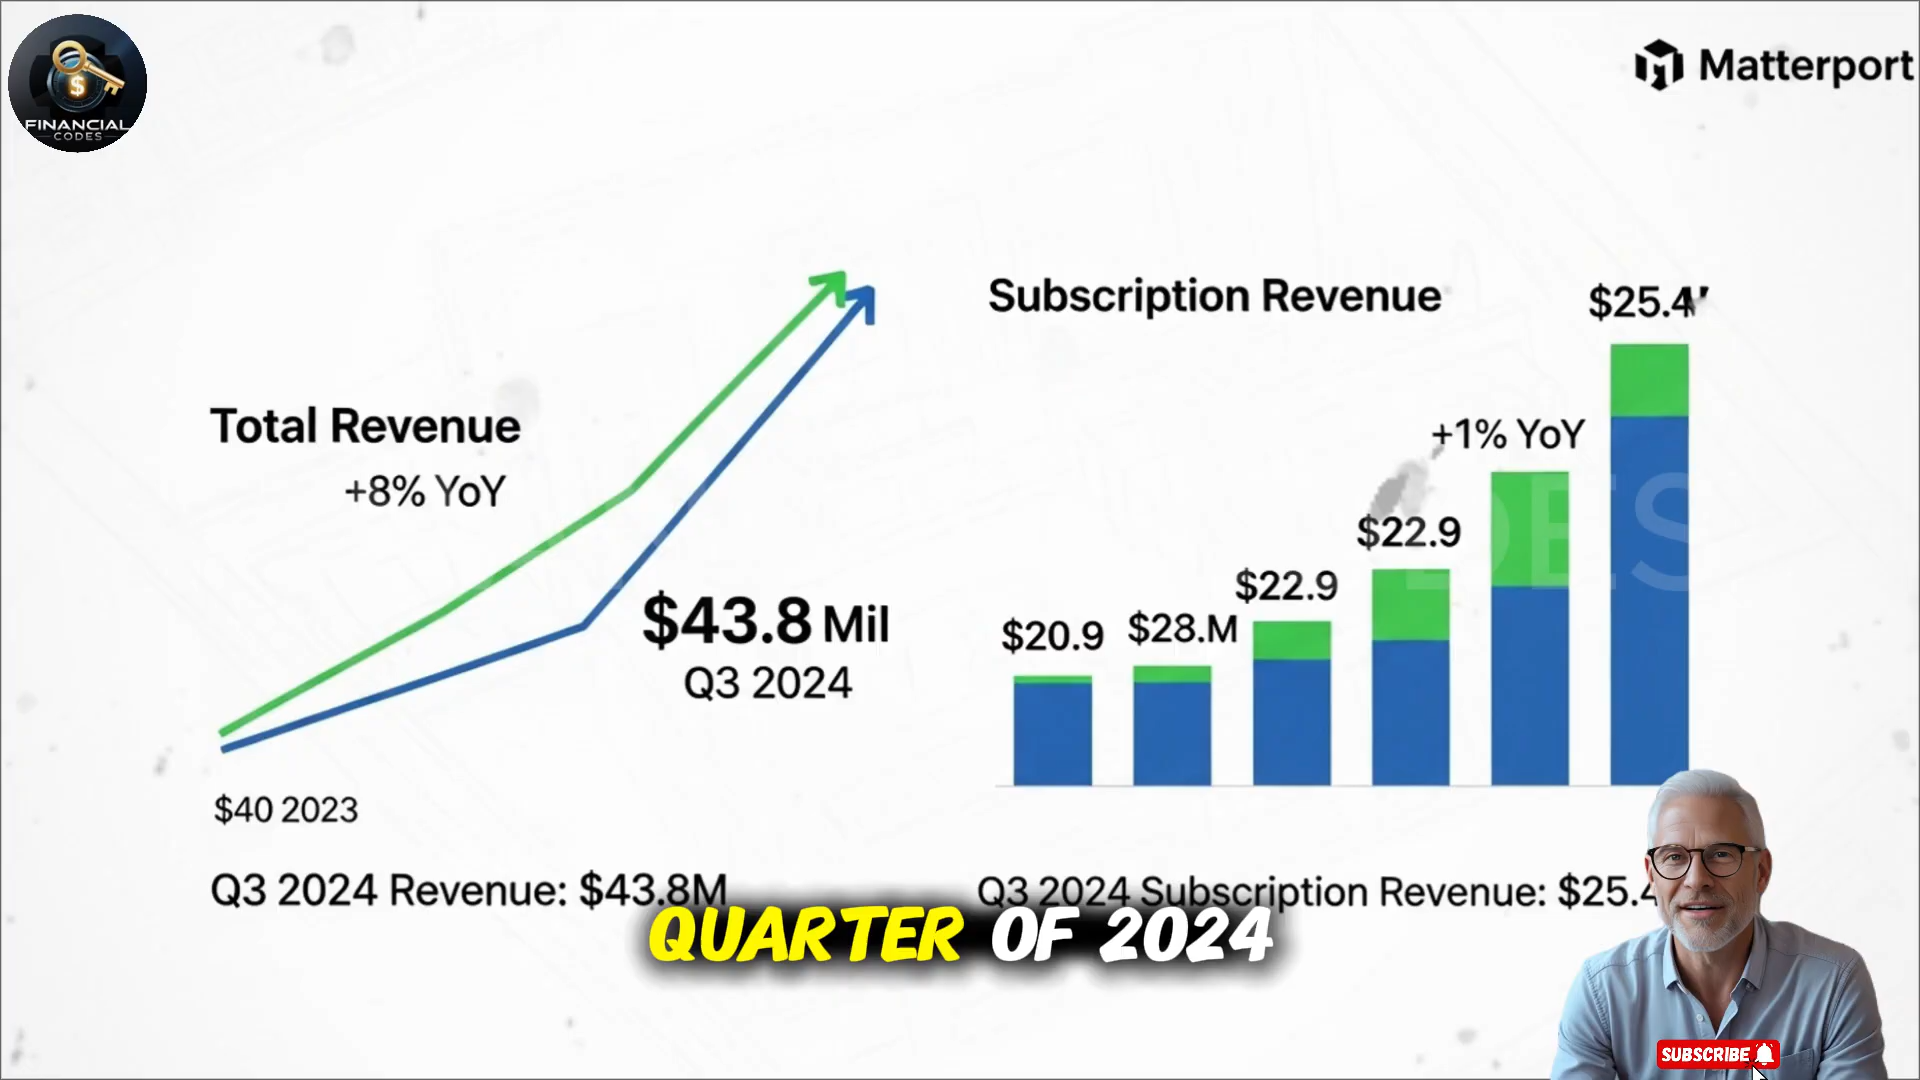 FINANCIAL
CODES
Matterport
Total Revenue
+8% YoY
$43.8 Mil
Q3 2024
$40 2023
Q3 2024 Revenue: $43.8M
Subscription Revenue
$20.9
$28.M
$22.9
$22.9
+1% YoY
$25.4
DES
Q3 2024 Subscription Revenue: $25.4
QUARTER OF 2024
SUBSCRIBE